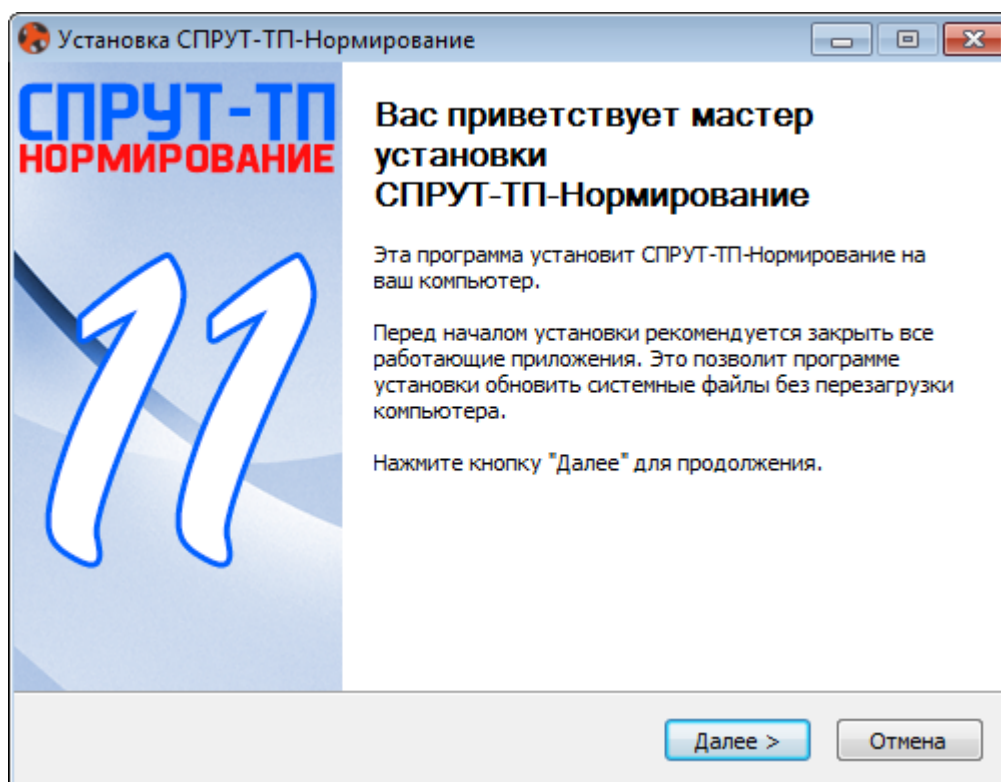 Установка СПРУТ-ТП-Нормирование
СПРУТ-ТП
НОРМИРОВАНИЕ
11
Вас приветствует мастер
установки
СПРУТ-ТП-Нормирование
Эта программа установит СПРУТ-ТП-Нормирование на
ваш компьютер.
Перед началом установки рекомендуется закрыть все
работающие приложения. Это позволит программе
установки обновить системные файлы без перезагрузки
компьютера.
Нажмите кнопку "Далее" для продолжения.
Далее >
Отмена